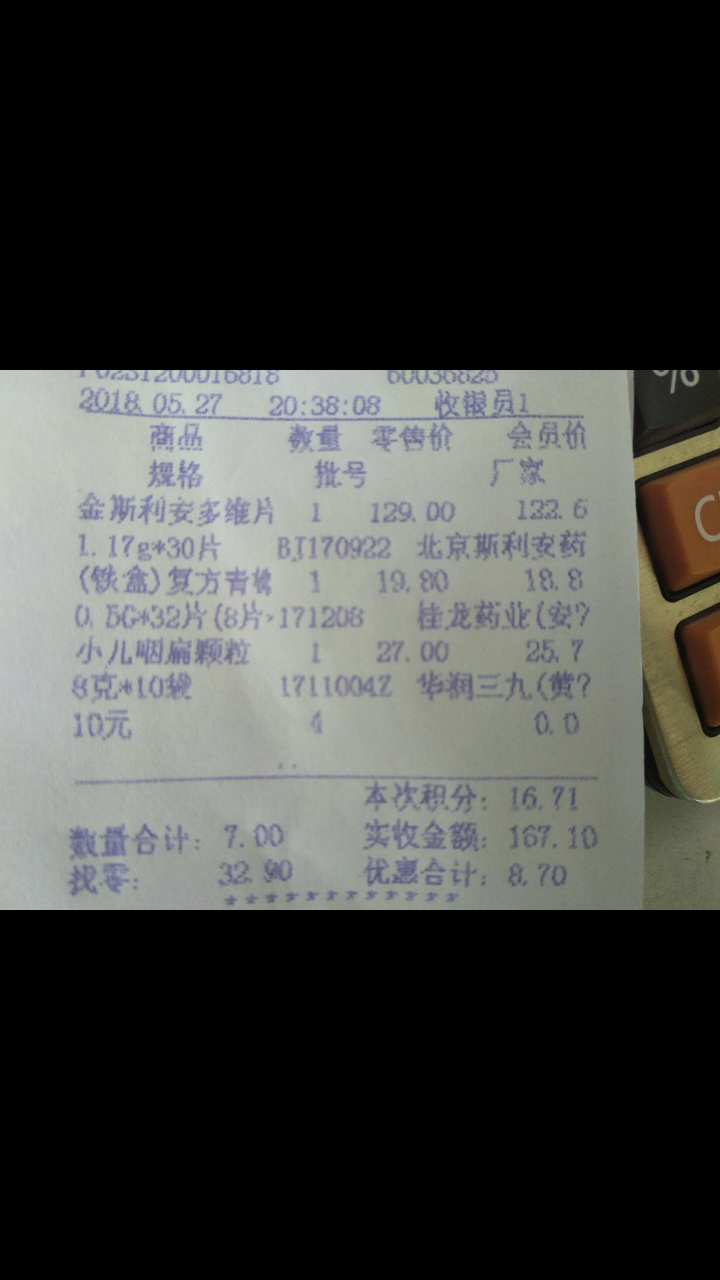 2018.05.27 20:38:08 收银员1
商品 数量 零售价 会员价
规格 批号 厂家
金斯利安多维片 1 129.00 122.6
1.17g*30片 BJ170922 北京斯利安药
(铁盒)复方青橄 1 19.80 18.8
0.5G*32片(8片* 171208 桂龙药业(安?
小儿咽扁颗粒 1 27.00 25.7
8克*10袋 1711004Z 华润三九(黄?
10元 4 0.0
本次积分: 16.71
数量合计: 7.00 实收金额: 167.10
找零: 32.90 优惠合计: 8.70
************
%
C